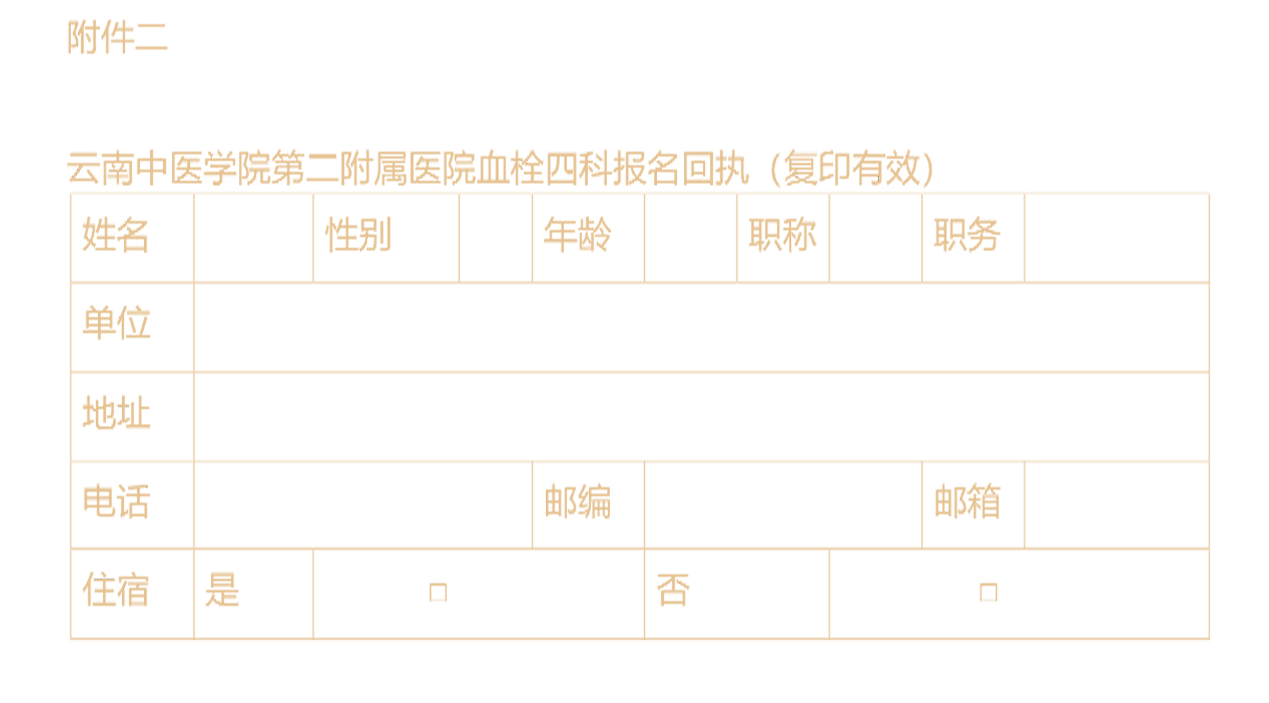 附件二
云南中医学院第二附属医院血栓四科报名回执（复印有效）
姓名 性别 年龄 职称 职务
单位
地址
电话 邮编 邮箱
住宿 是 □ 否 □